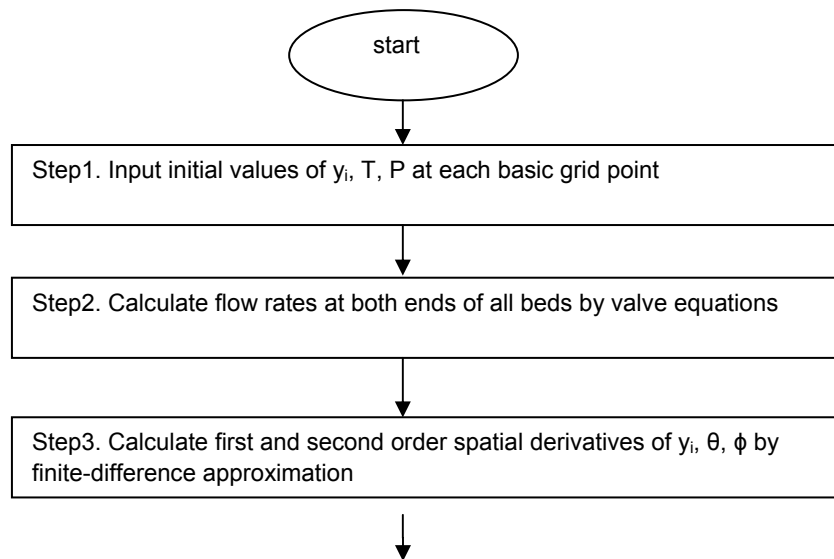 start
Step1. Input initial values of yᵢ, T, P at each basic grid point
Step2. Calculate flow rates at both ends of all beds by valve equations
Step3. Calculate first and second order spatial derivatives of yᵢ, θ, ϕ by
finite-difference approximation